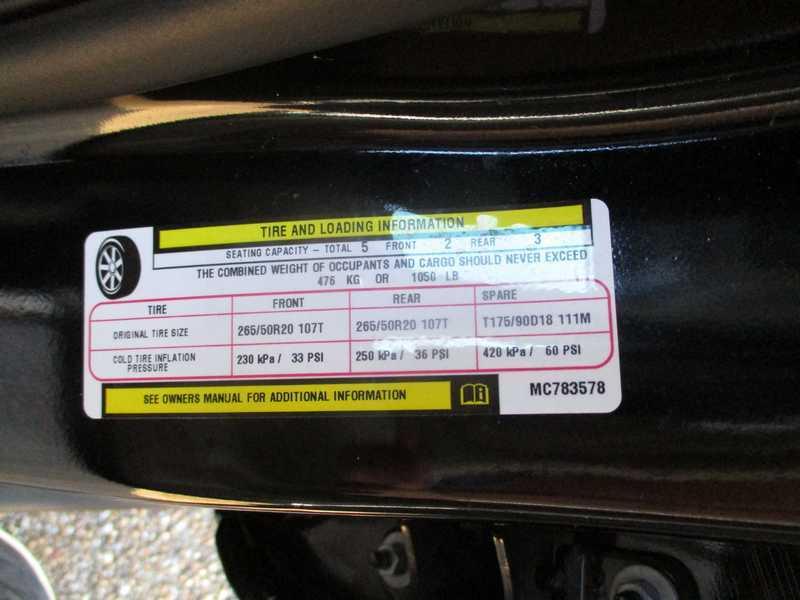 TIRE AND LOADING INFORMATION
SEATING CAPACITY – TOTAL 5 FRONT 2 REAR 3
THE COMBINED WEIGHT OF OCCUPANTS AND CARGO SHOULD NEVER EXCEED
476 KG OR 1050 LB
TIRE FRONT REAR SPARE
ORIGINAL TIRE SIZE 265/50R20 107T 265/50R20 107T T175/90D18 111M
COLD TIRE INFLATION PRESSURE 230 kPa / 33 PSI 250 kPa / 36 PSI 420 kPa / 60 PSI
SEE OWNERS MANUAL FOR ADDITIONAL INFORMATION
MC783578